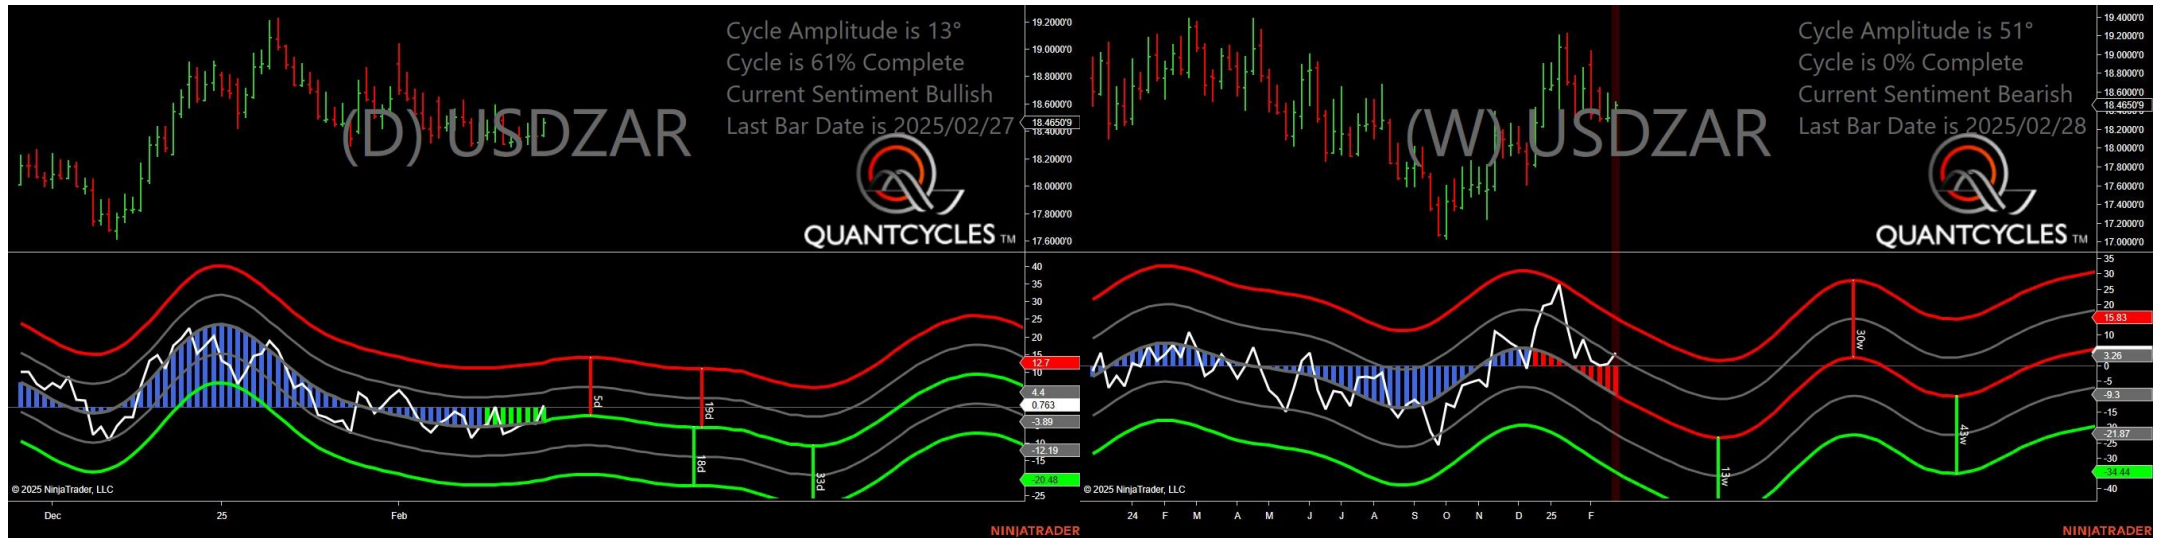 Cycle Amplitude is 13°
Cycle is 61% Complete
Current Sentiment Bullish
Last Bar Date is 2025/02/27
(D) USDZAR
QUANTCYCLES TM
19.2000'0
19.0000'0
18.8000'0
18.6000'0
18.4650'9
18.4000'0
18.2000'0
18.0000'0
17.8000'0
17.6000'0
40
35
30
25
20
15
12.7
10
4.4
0.763
-3.89
-10
-12.19
-15
-20.48
-25
5d
19d
18d
33d
© 2025 NinjaTrader, LLC
Dec
25
Feb
NINJATRADER
Cycle Amplitude is 51°
Cycle is 0% Complete
Current Sentiment Bearish
Last Bar Date is 2025/02/28
(W) USDZAR
QUANTCYCLES TM
19.4000'0
19.2000'0
19.0000'0
18.8000'0
18.6000'0
18.4650'9
18.2000'0
18.0000'0
17.8000'0
17.6000'0
17.4000'0
17.2000'0
17.0000'0
35
30
25
20
15.83
10
3.26
0
-5
-9.3
-15
-21.87
-25
-30
-34.44
-40
13w
30w
43w
© 2025 NinjaTrader, LLC
24
F
M
A
M
J
J
A
S
O
N
D
25
F
NINJATRADER